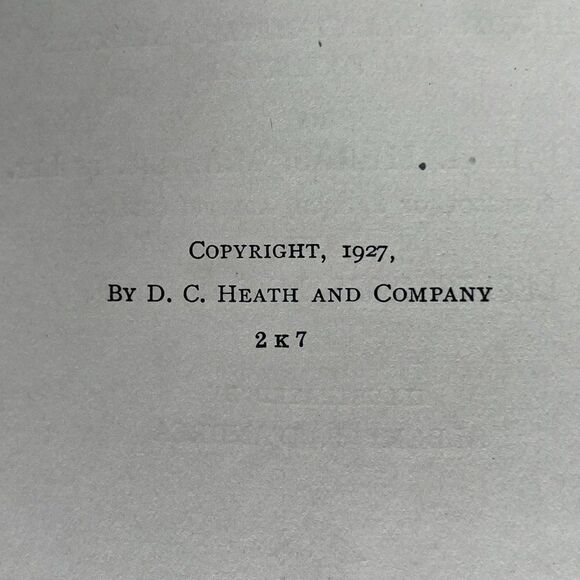 COPYRIGHT, 1927,
BY D. C. HEATH AND COMPANY
2 K 7